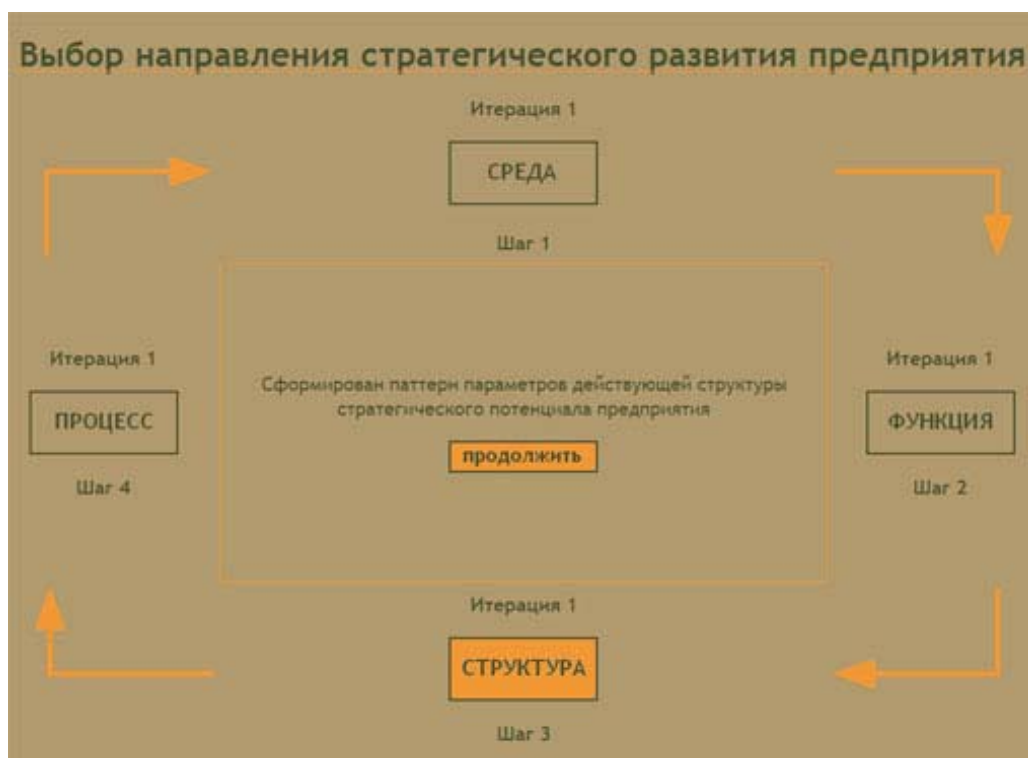 Выбор направления стратегического развития предприятия
Итерация 1
СРЕДА
Шаг 1
Итерация 1
ПРОЦЕСС
Шаг 4
Сформирован паттерн параметров действующей структуры
стратегического потенциала предприятия
продолжить
Итерация 1
ФУНКЦИЯ
Шаг 2
Итерация 1
СТРУКТУРА
Шаг 3